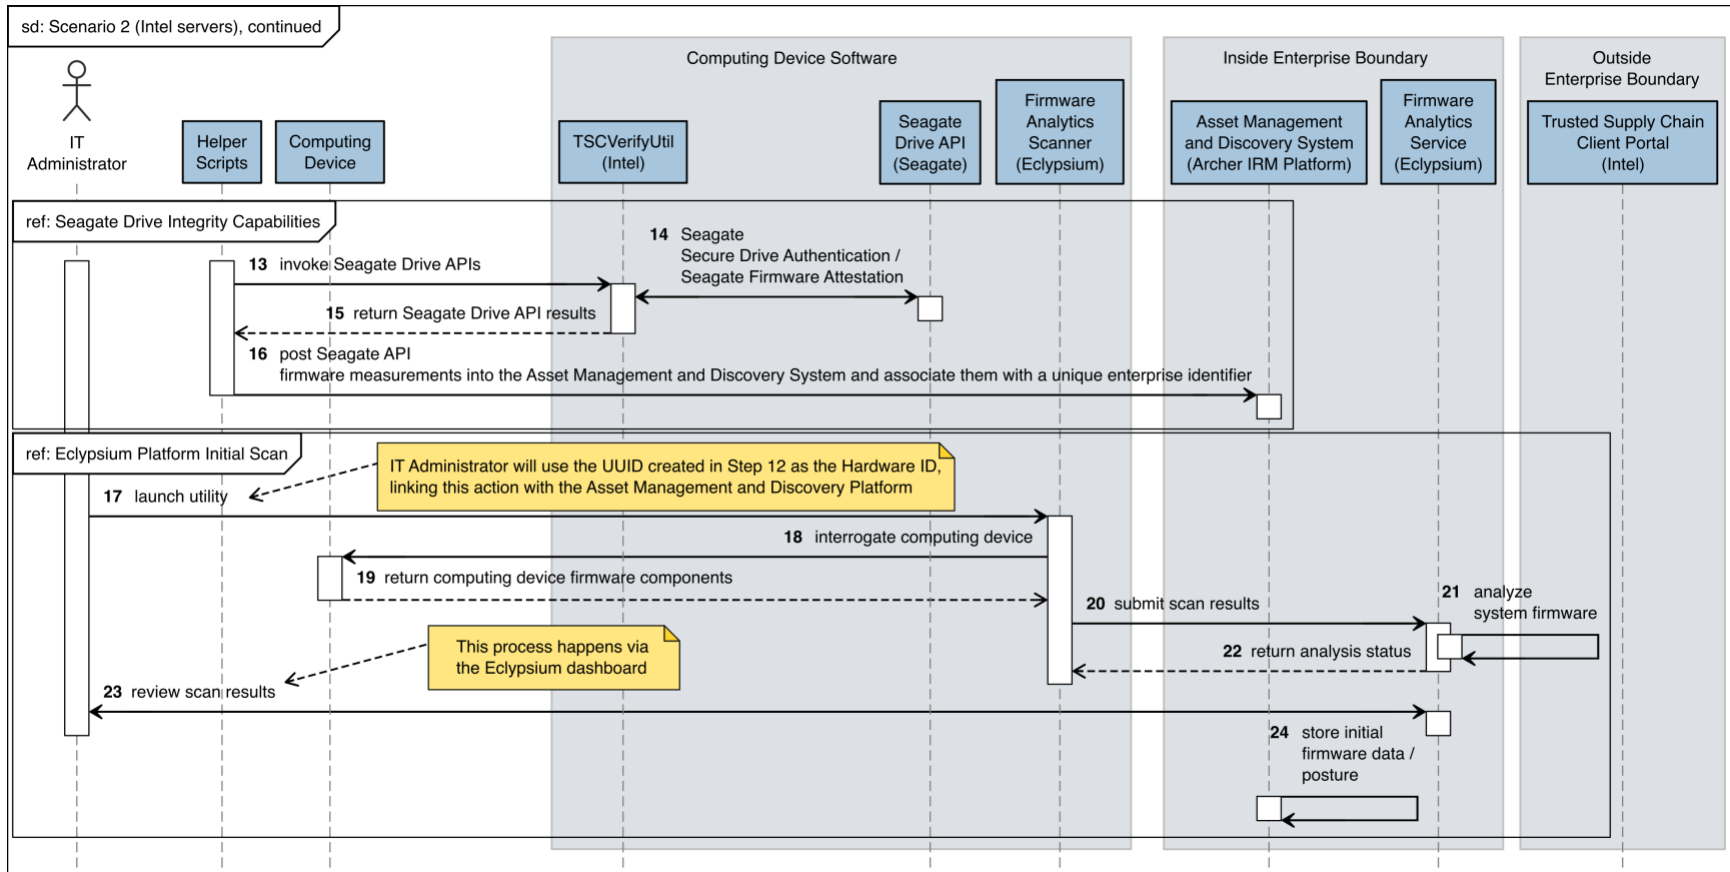 sd: Scenario 2 (Intel servers), continued
Computing Device Software
Inside Enterprise Boundary
Outside
Enterprise Boundary
IT
Administrator
Helper
Scripts
Computing
Device
TSCVerifyUtil
(Intel)
Seagate
Drive API
(Seagate)
Firmware
Analytics
Scanner
(Eclypsium)
Asset Management
and Discovery System
(Archer IRM Platform)
Firmware
Analytics
Service
(Eclypsium)
Trusted Supply Chain
Client Portal
(Intel)
ref: Seagate Drive Integrity Capabilities
13 invoke Seagate Drive APIs
14 Seagate
Secure Drive Authentication /
Seagate Firmware Attestation
15 return Seagate Drive API results
16 post Seagate API
firmware measurements into the Asset Management and Discovery System and associate them with a unique enterprise identifier
ref: Eclypsium Platform Initial Scan
IT Administrator will use the UUID created in Step 12 as the Hardware ID,
linking this action with the Asset Management and Discovery Platform
17 launch utility
18 interrogate computing device
19 return computing device firmware components
20 submit scan results
21 analyze
system firmware
22 return analysis status
This process happens via
the Eclypsium dashboard
23 review scan results
24 store initial
firmware data /
posture